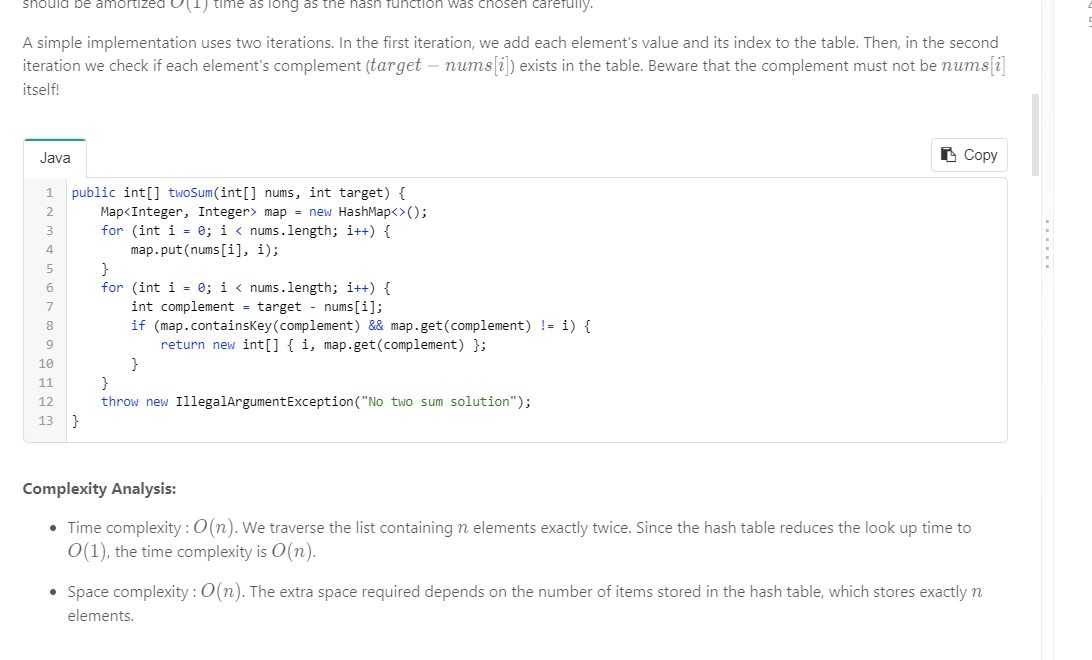 should be amortized O(1) time as long as the hash function was chosen carefully.
A simple implementation uses two iterations. In the first iteration, we add each element's value and its index to the table. Then, in the second
iteration we check if each element's complement (target − nums[i]) exists in the table. Beware that the complement must not be nums[i]
itself!
Java
Copy
1 public int[] twoSum(int[] nums, int target) {
2 Map<Integer, Integer> map = new HashMap<>();
3 for (int i = 0; i < nums.length; i++) {
4 map.put(nums[i], i);
5 }
6 for (int i = 0; i < nums.length; i++) {
7 int complement = target - nums[i];
8 if (map.containsKey(complement) && map.get(complement) != i) {
9 return new int[] { i, map.get(complement) };
10 }
11 }
12 throw new IllegalArgumentException("No two sum solution");
13 }
Complexity Analysis:
• Time complexity : O(n). We traverse the list containing n elements exactly twice. Since the hash table reduces the look up time to
O(1), the time complexity is O(n).
• Space complexity : O(n). The extra space required depends on the number of items stored in the hash table, which stores exactly n
elements.